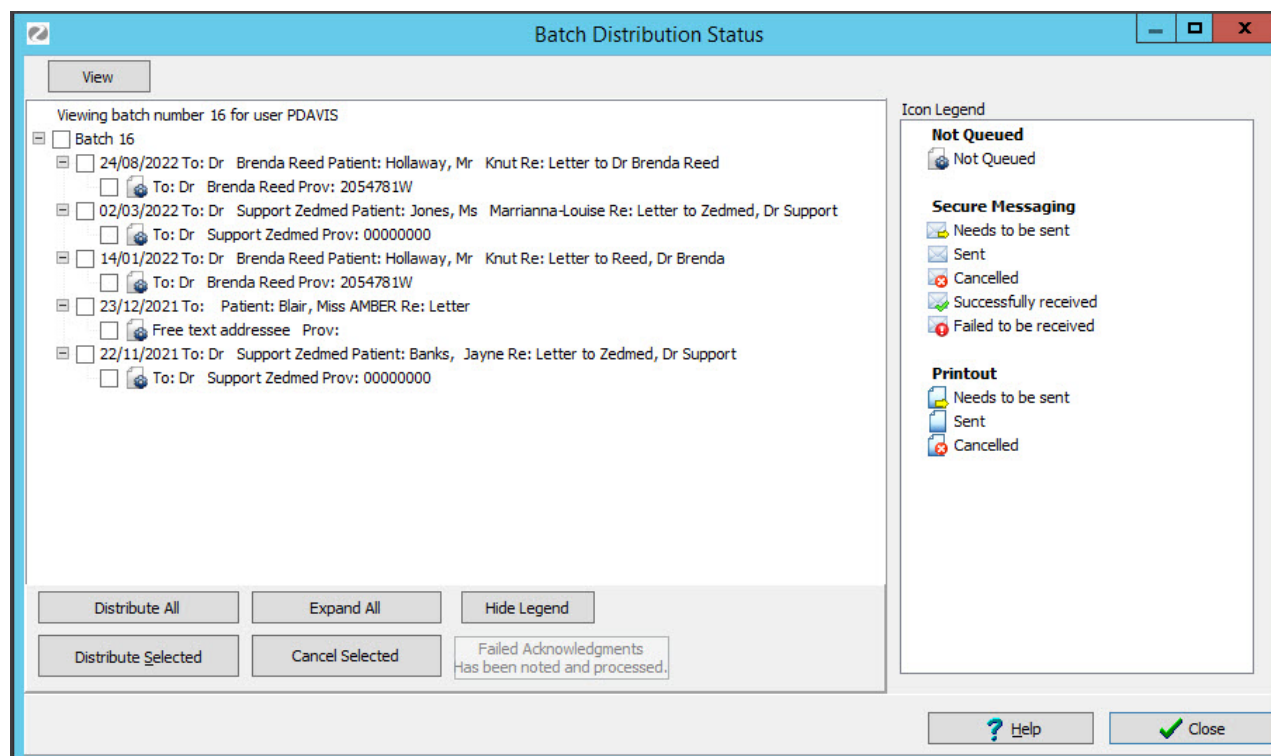 Batch Distribution Status
View
Viewing batch number 16 for user PDAVIS
Batch 16
24/08/2022 To: Dr Brenda Reed Patient: Hollaway, Mr Knut Re: Letter to Dr Brenda Reed
To: Dr Brenda Reed Prov: 2054781W
02/03/2022 To: Dr Support Zedmed Patient: Jones, Ms Marrianna-Louise Re: Letter to Zedmed, Dr Support
To: Dr Support Zedmed Prov: 00000000
14/01/2022 To: Dr Brenda Reed Patient: Hollaway, Mr Knut Re: Letter to Reed, Dr Brenda
To: Dr Brenda Reed Prov: 2054781W
23/12/2021 To: Patient: Blair, Miss AMBER Re: Letter
Free text addressee Prov:
22/11/2021 To: Dr Support Zedmed Patient: Banks, Jayne Re: Letter to Zedmed, Dr Support
To: Dr Support Zedmed Prov: 00000000
Distribute All
Expand All
Hide Legend
Distribute Selected
Cancel Selected
Failed Acknowledgments
Has been noted and processed.
Icon Legend
Not Queued
Not Queued
Secure Messaging
Needs to be sent
Sent
Cancelled
Successfully received
Failed to be received
Printout
Needs to be sent
Sent
Cancelled
Help
Close